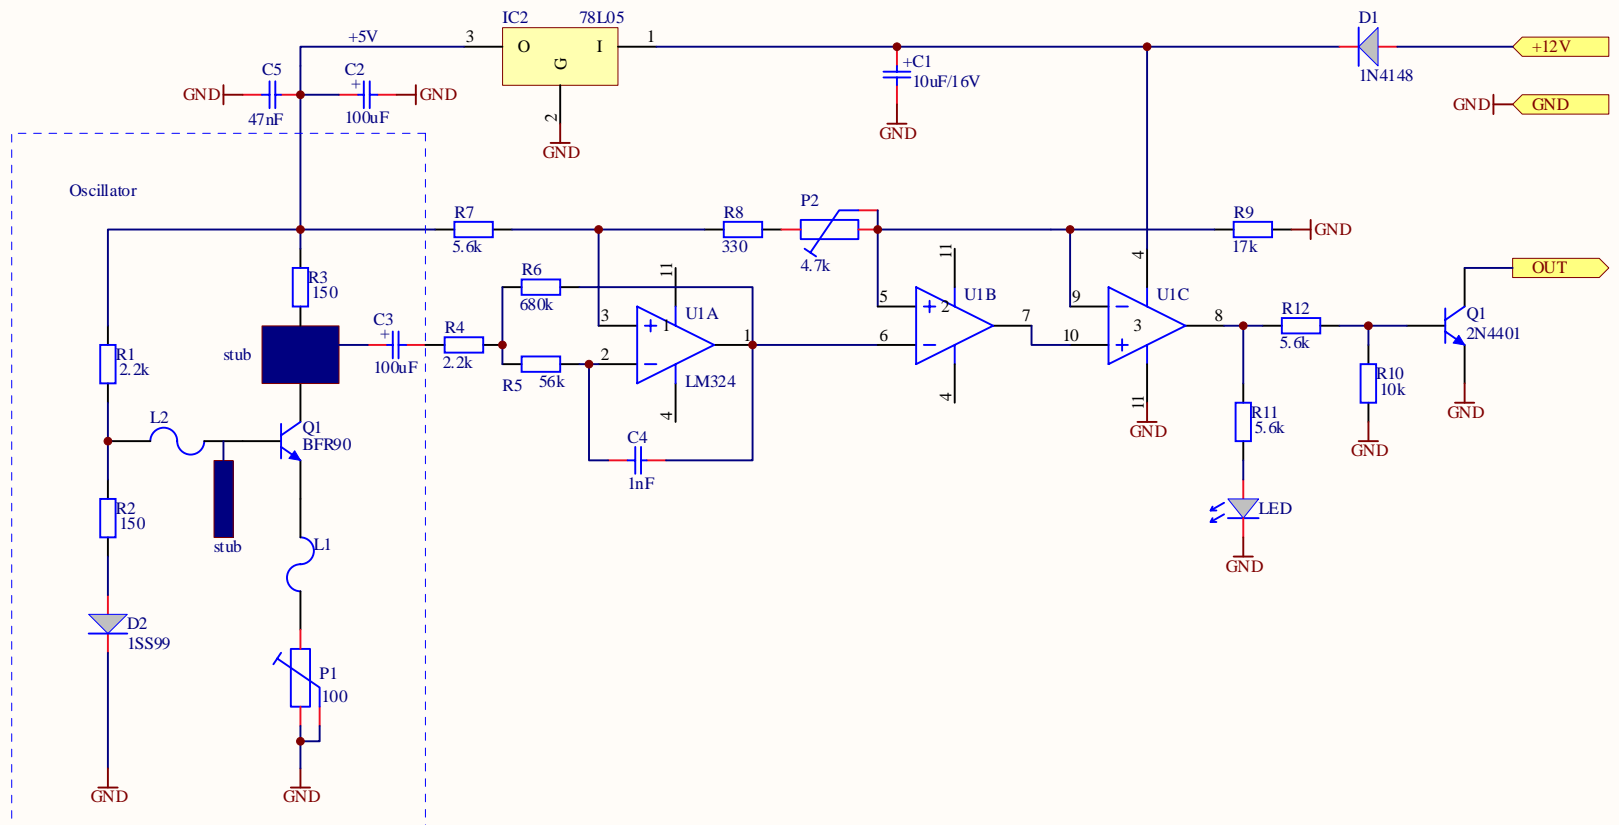 IC2 78L05
D1
+5V 3 O I 1 +12V
G
C5 C2 +C1
+ 10uF/16V 1N4148
GND GND GND GND
47nF 100uF 2
GND GND
Oscillator
P2
R7 R8 R9
GND
5.6k 330 17k
4.7k
11 4 OUT
R3 R6 11
150 680k
5 + 2 U1B 9 − U1C
C3 3 + 1 U1A R12 Q1
+ R4 7 3 8 2N4401
stub 1 6 − 10 +
R1 2.2k 2 − 5.6k
2.2k 100uF R5 56k LM324 R10
4 4 11 10k
L2 R11 GND
Q1 GND 5.6k
BFR90 C4 GND
1nF
R2 LED
150
stub L1 GND
D2
1SS99
P1
100
GND GND